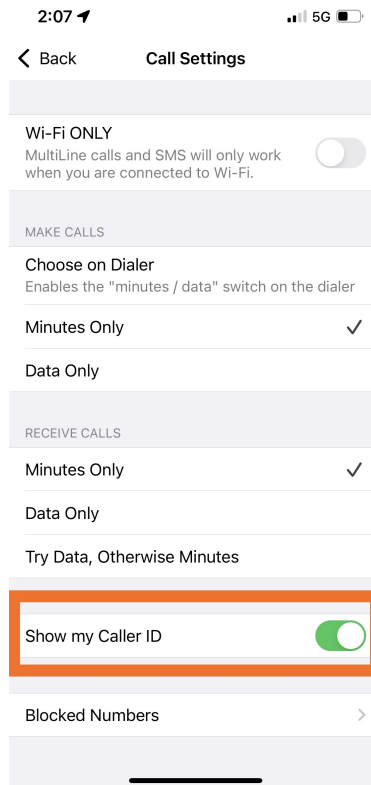 2:07 5G
Back Call Settings
Wi-Fi ONLY
MultiLine calls and SMS will only work
when you are connected to Wi-Fi.
MAKE CALLS
Choose on Dialer
Enables the "minutes / data" switch on the dialer
Minutes Only
Data Only
RECEIVE CALLS
Minutes Only
Data Only
Try Data, Otherwise Minutes
Show my Caller ID
Blocked Numbers